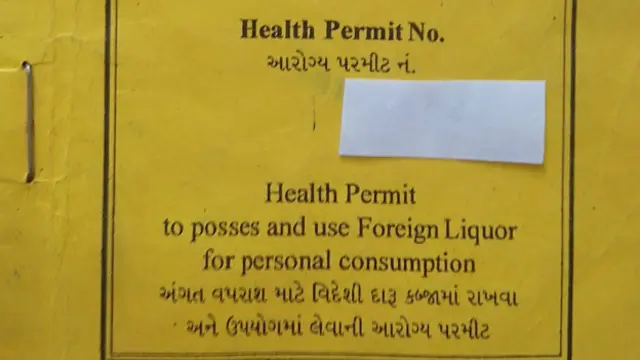 Health Permit No.
આરોગ્ય પરમીટ નં.
Health Permit
to posses and use Foreign Liquor
for personal consumption
અંગત વપરાશ માટે વિદેશી દારૂ કબ્જામાં રાખવા
અને ઉપયોગમાં લેવાની આરોગ્ય પરમીટ